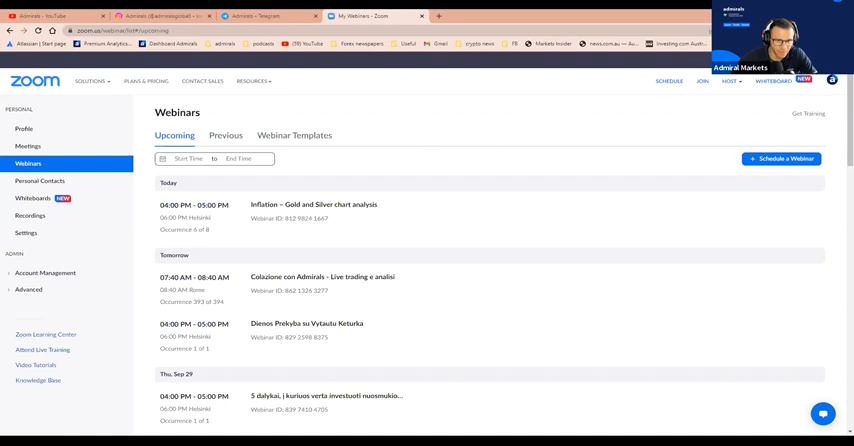 Admirals - YouTube
Instagram (@admiralsglobal) •
Admirals – Telegram
My Webinars - Zoom
zoom.us/webinar/list#/upcoming
Atlassian | Start page
Premium Analytics...
Dashboard Admirals
admirals
podcasts
(39) YouTube
Forex newspapers
Useful
Gmail
crypto news
FB
Markets Insider
news.com.au — Au...
Investing.com Austr...
admirals
Admiral Markets
zoom
SOLUTIONS
PLANS & PRICING
CONTACT SALES
RESOURCES
SCHEDULE
JOIN
HOST
WHITEBOARD
NEW
a
PERSONAL
Profile
Meetings
Webinars
Personal Contacts
Whiteboards NEW
Recordings
Settings
ADMIN
Account Management
Advanced
Zoom Learning Center
Attend Live Training
Video Tutorials
Knowledge Base
Webinars
Get Training
Upcoming
Previous
Webinar Templates
Start Time to End Time
+ Schedule a Webinar
Today
04:00 PM - 05:00 PM
06:00 PM Helsinki
Occurrence 6 of 8
Inflation – Gold and Silver chart analysis
Webinar ID: 812 9824 1667
Tomorrow
07:40 AM - 08:40 AM
08:40 AM Rome
Occurrence 393 of 394
Colazione con Admirals - Live trading e analisi
Webinar ID: 862 1326 3277
04:00 PM - 05:00 PM
06:00 PM Helsinki
Occurrence 1 of 1
Dienos Prekyba su Vytautu Keturka
Webinar ID: 829 2598 8375
Thu, Sep 29
04:00 PM - 05:00 PM
06:00 PM Helsinki
Occurrence 1 of 1
5 dalykai, į kuriuos verta investuoti nuosmukio...
Webinar ID: 839 7410 4705